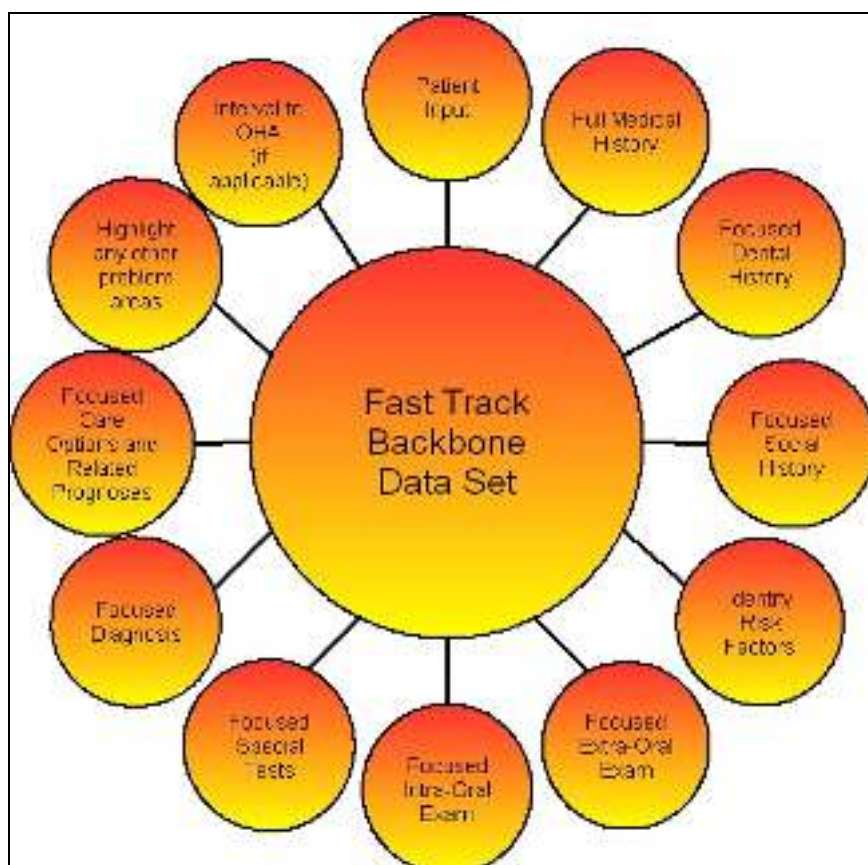 Fast Track
Backbone
Data Set
Patient
Input
Full Medical
History
Focused
Dental
History
Focused
Social
History
Identify
Risk
Factors
Focused
Extra-Oral
Exam
Focused
Intra-Oral
Exam
Focused
Special
Tests
Focused
Diagnosis
Focused
Care
Options and
Related
Prognoses
Highlight
any other
problem
areas
Interval to
OHA
(if
applicable)